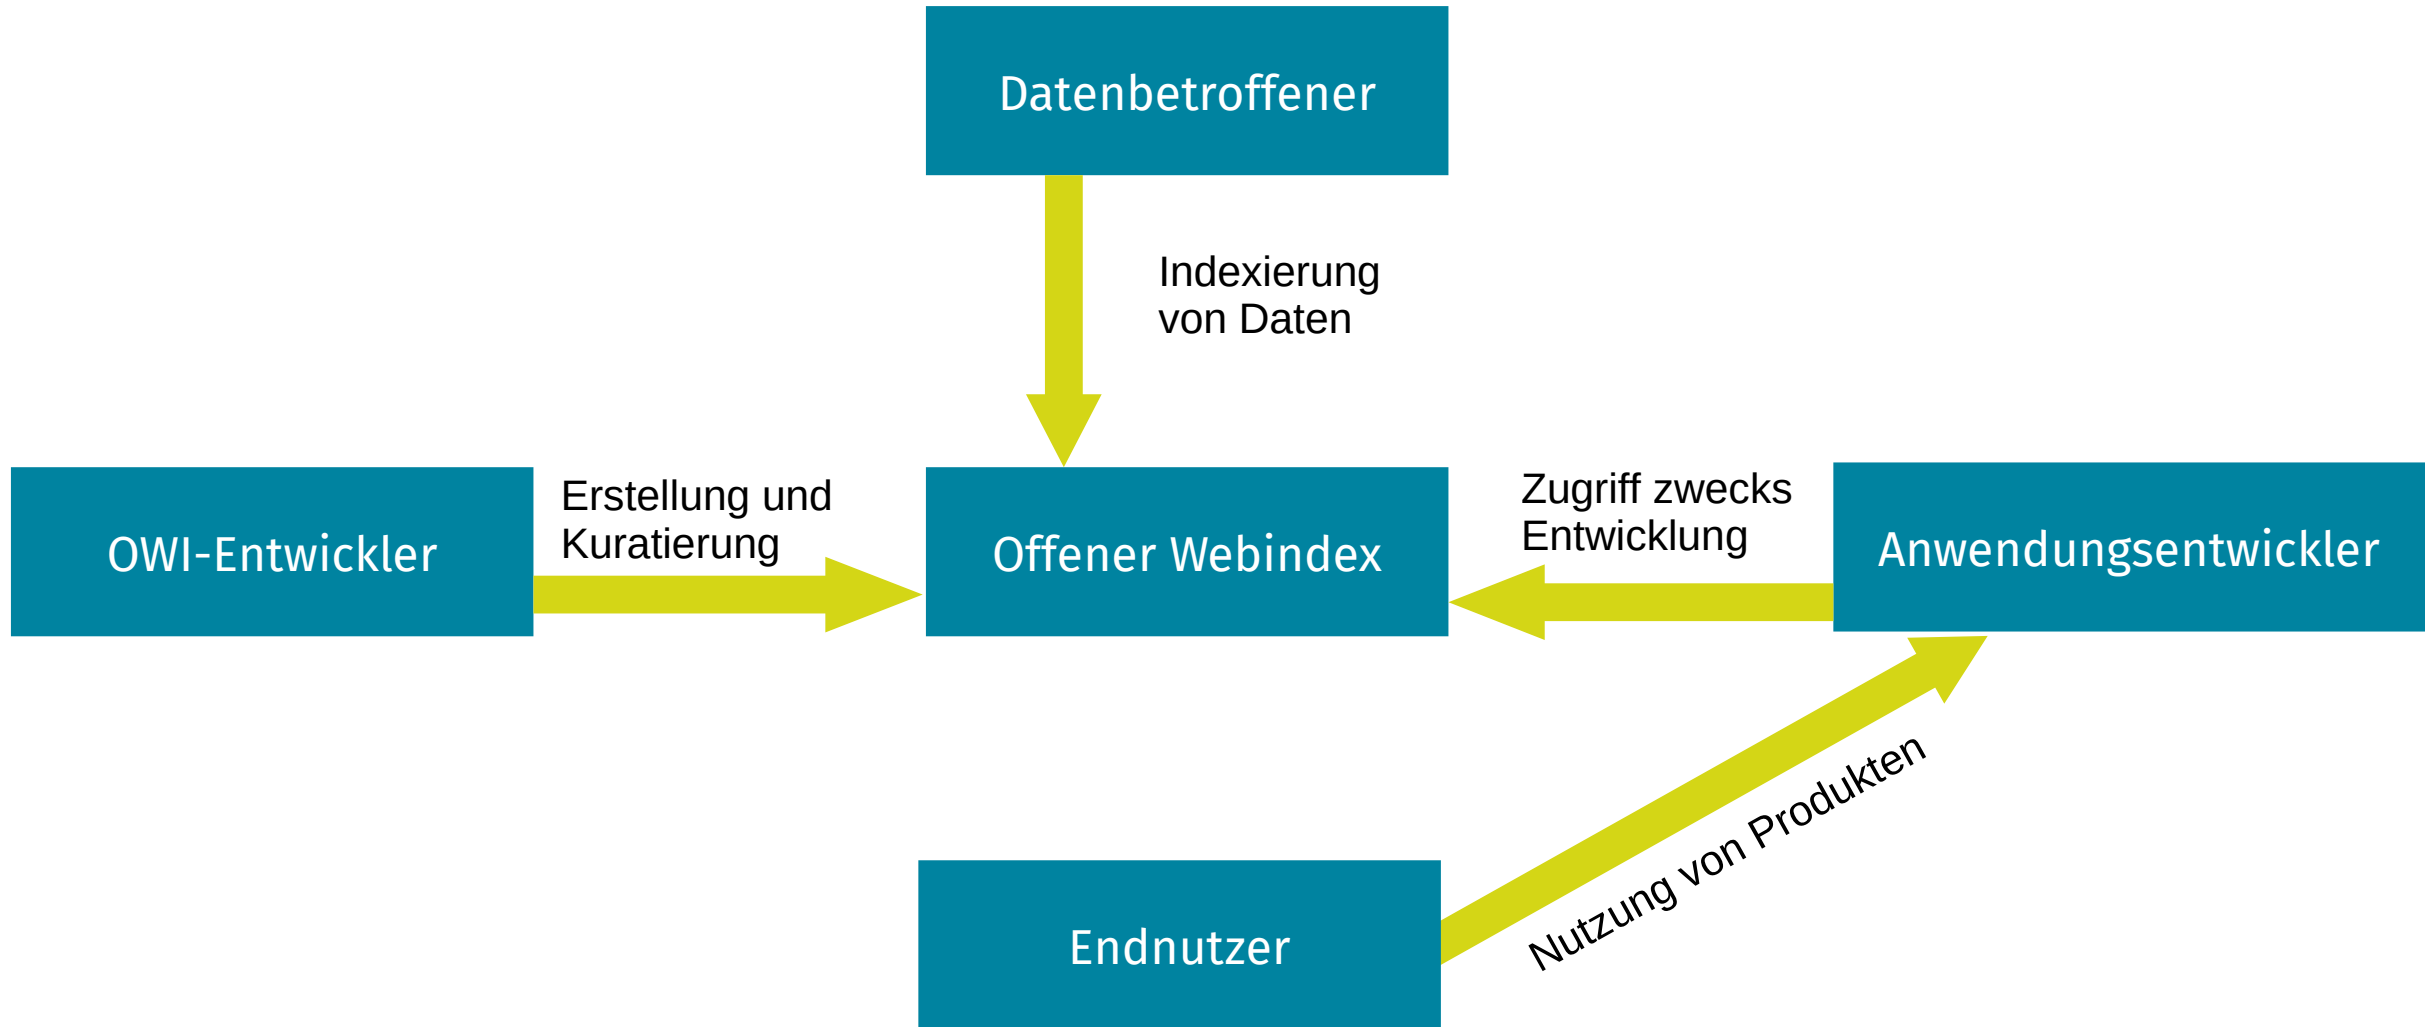 Datenbetroffener
Indexierung
von Daten
OWI-Entwickler
Erstellung und
Kuratierung
Offener Webindex
Zugriff zwecks
Entwicklung
Anwendungsentwickler
Nutzung von Produkten
Endnutzer